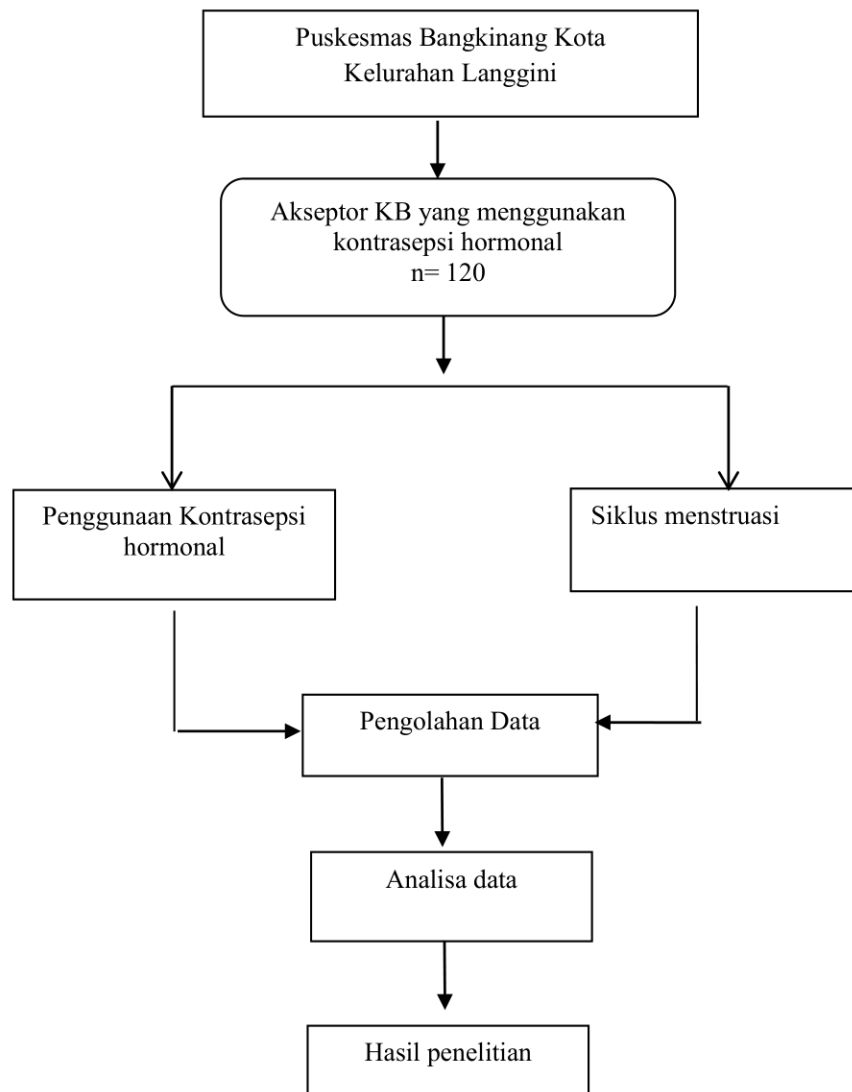 Puskesmas Bangkinang Kota
Kelurahan Langgini
Akseptor KB yang menggunakan
kontrasepsi hormonal
n= 120
Penggunaan Kontrasepsi
hormonal
Siklus menstruasi
Pengolahan Data
Analisa data
Hasil penelitian